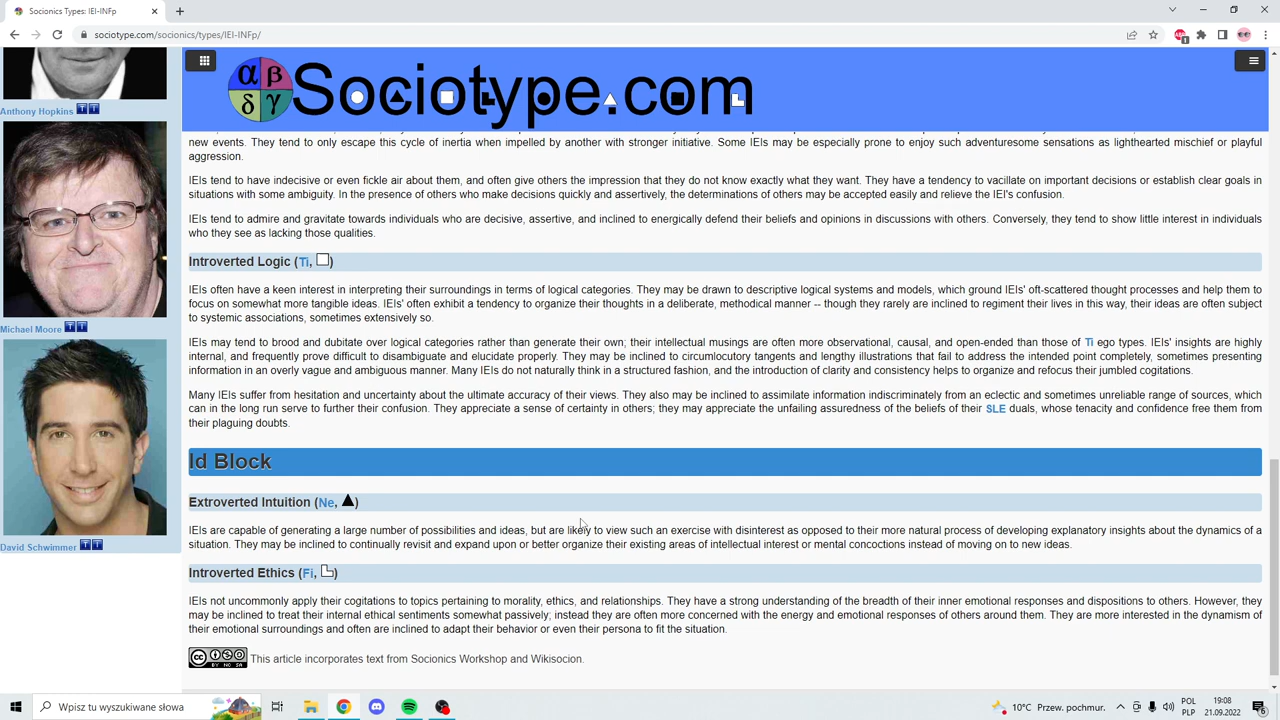 Socionics Types: IEI-INFp
sociotype.com/socionics/types/IEI-INFp/
1
αβ
δγ
Sociotype.com
Anthony Hopkins T T
Michael Moore T T
David Schwimmer T T
new events. They tend to only escape this cycle of inertia when impelled by another with stronger initiative. Some IEIs may be especially prone to enjoy such adventuresome sensations as lighthearted mischief or playful
aggression.
IEIs tend to have indecisive or even fickle air about them, and often give others the impression that they do not know exactly what they want. They have a tendency to vacillate on important decisions or establish clear goals in
situations with some ambiguity. In the presence of others who make decisions quickly and assertively, the determinations of others may be accepted easily and relieve the IEI's confusion.
IEIs tend to admire and gravitate towards individuals who are decisive, assertive, and inclined to energically defend their beliefs and opinions in discussions with others. Conversely, they tend to show little interest in individuals
who they see as lacking those qualities.
Introverted Logic (Ti, )
IEIs often have a keen interest in interpreting their surroundings in terms of logical categories. They may be drawn to descriptive logical systems and models, which ground IEIs' oft-scattered thought processes and help them to
focus on somewhat more tangible ideas. IEIs' often exhibit a tendency to organize their thoughts in a deliberate, methodical manner -- though they rarely are inclined to regiment their lives in this way, their ideas are often subject
to systemic associations, sometimes extensively so.
IEIs may tend to brood and dubitate over logical categories rather than generate their own; their intellectual musings are often more observational, causal, and open-ended than those of Ti ego types. IEIs' insights are highly
internal, and frequently prove difficult to disambiguate and elucidate properly. They may be inclined to circumlocutory tangents and lengthy illustrations that fail to address the intended point completely, sometimes presenting
information in an overly vague and ambiguous manner. Many IEIs do not naturally think in a structured fashion, and the introduction of clarity and consistency helps to organize and refocus their jumbled cogitations.
Many IEIs suffer from hesitation and uncertainty about the ultimate accuracy of their views. They also may be inclined to assimilate information indiscriminately from an eclectic and sometimes unreliable range of sources, which
can in the long run serve to further their confusion. They appreciate a sense of certainty in others; they may appreciate the unfailing assuredness of the beliefs of their SLE duals, whose tenacity and confidence free them from
their plaguing doubts.
Id Block
Extroverted Intuition (Ne, )
IEIs are capable of generating a large number of possibilities and ideas, but are likely to view such an exercise with disinterest as opposed to their more natural process of developing explanatory insights about the dynamics of a
situation. They may be inclined to continually revisit and expand upon or better organize their existing areas of intellectual interest or mental concoctions instead of moving on to new ideas.
Introverted Ethics (Fi, )
IEIs not uncommonly apply their cogitations to topics pertaining to morality, ethics, and relationships. They have a strong understanding of the breadth of their inner emotional responses and dispositions to others. However, they
may be inclined to treat their internal ethical sentiments somewhat passively; instead they are often more concerned with the energy and emotional responses of others around them. They are more interested in the dynamism of
their emotional surroundings and often are inclined to adapt their behavior or even their persona to fit the situation.
cc BY NC SA This article incorporates text from Socionics Workshop and Wikisocion.
Wpisz tu wyszukiwane słowa
10°C Przew. pochmur.
POL
PLP
19:08
21.09.2022